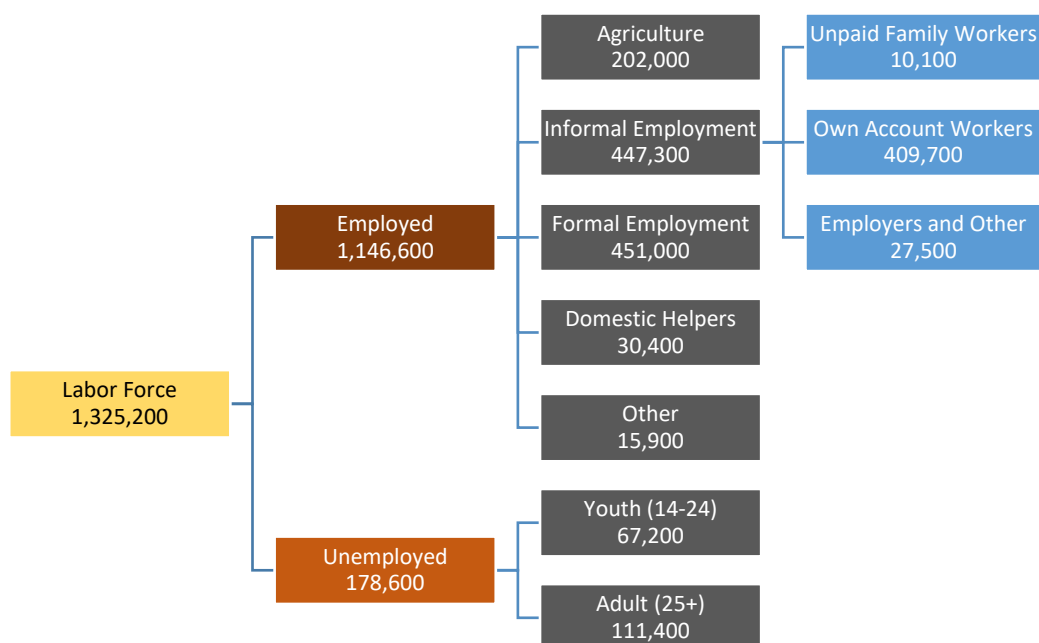 Labor Force
1,325,200
Employed
1,146,600
Unemployed
178,600
Agriculture
202,000
Informal Employment
447,300
Formal Employment
451,000
Domestic Helpers
30,400
Other
15,900
Youth (14-24)
67,200
Adult (25+)
111,400
Unpaid Family Workers
10,100
Own Account Workers
409,700
Employers and Other
27,500